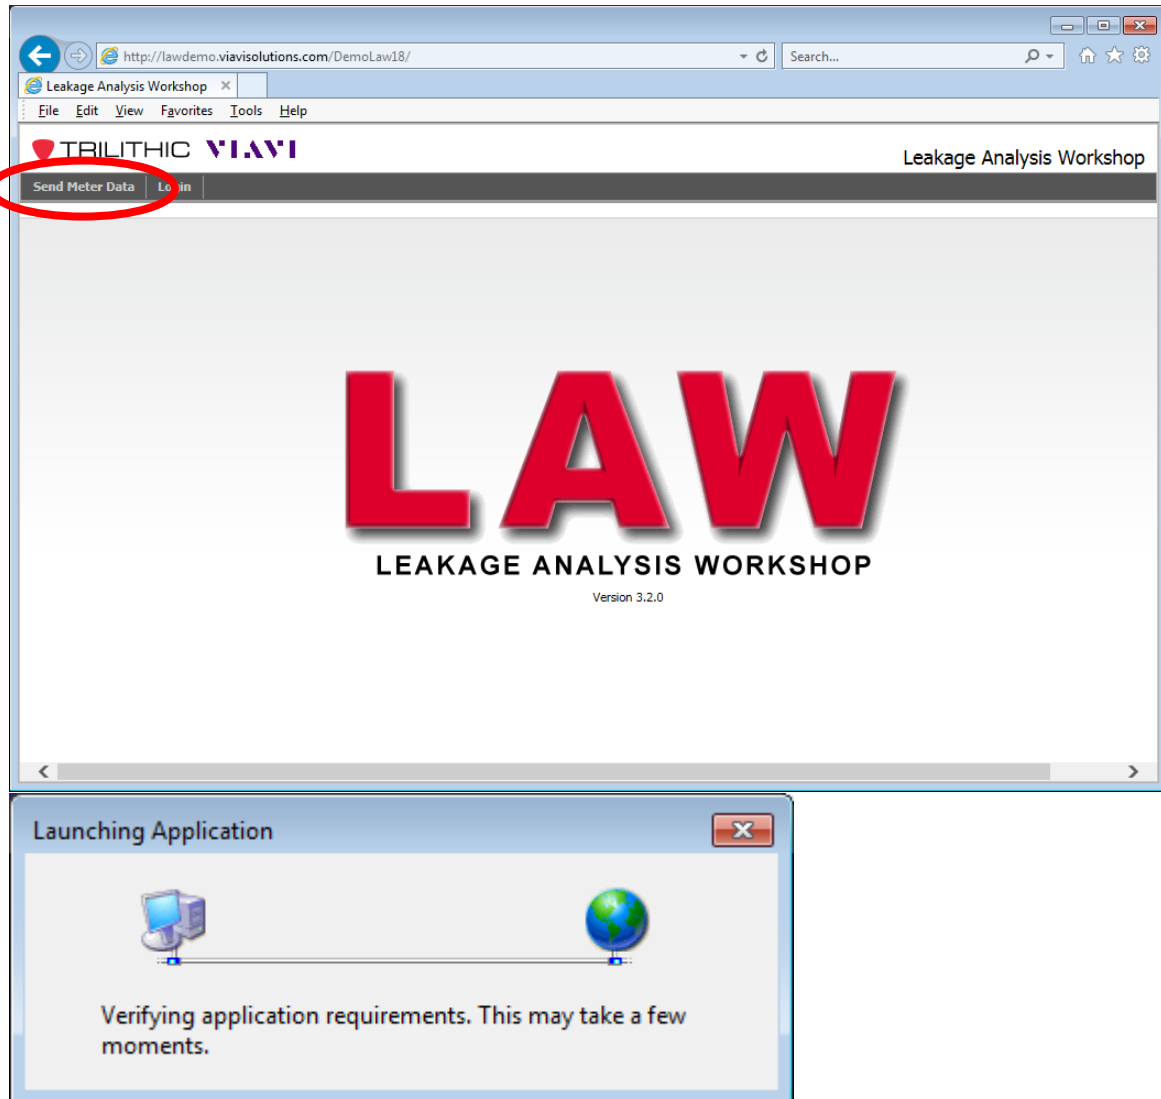 http://lawdemo.viavisolutions.com/DemoLaw18/ Search...
Leakage Analysis Workshop
File Edit View Favorites Tools Help
TRILITHIC VIAVI
Leakage Analysis Workshop
Send Meter Data Login
LAW
LEAKAGE ANALYSIS WORKSHOP
Version 3.2.0
Launching Application
Verifying application requirements. This may take a few
moments.